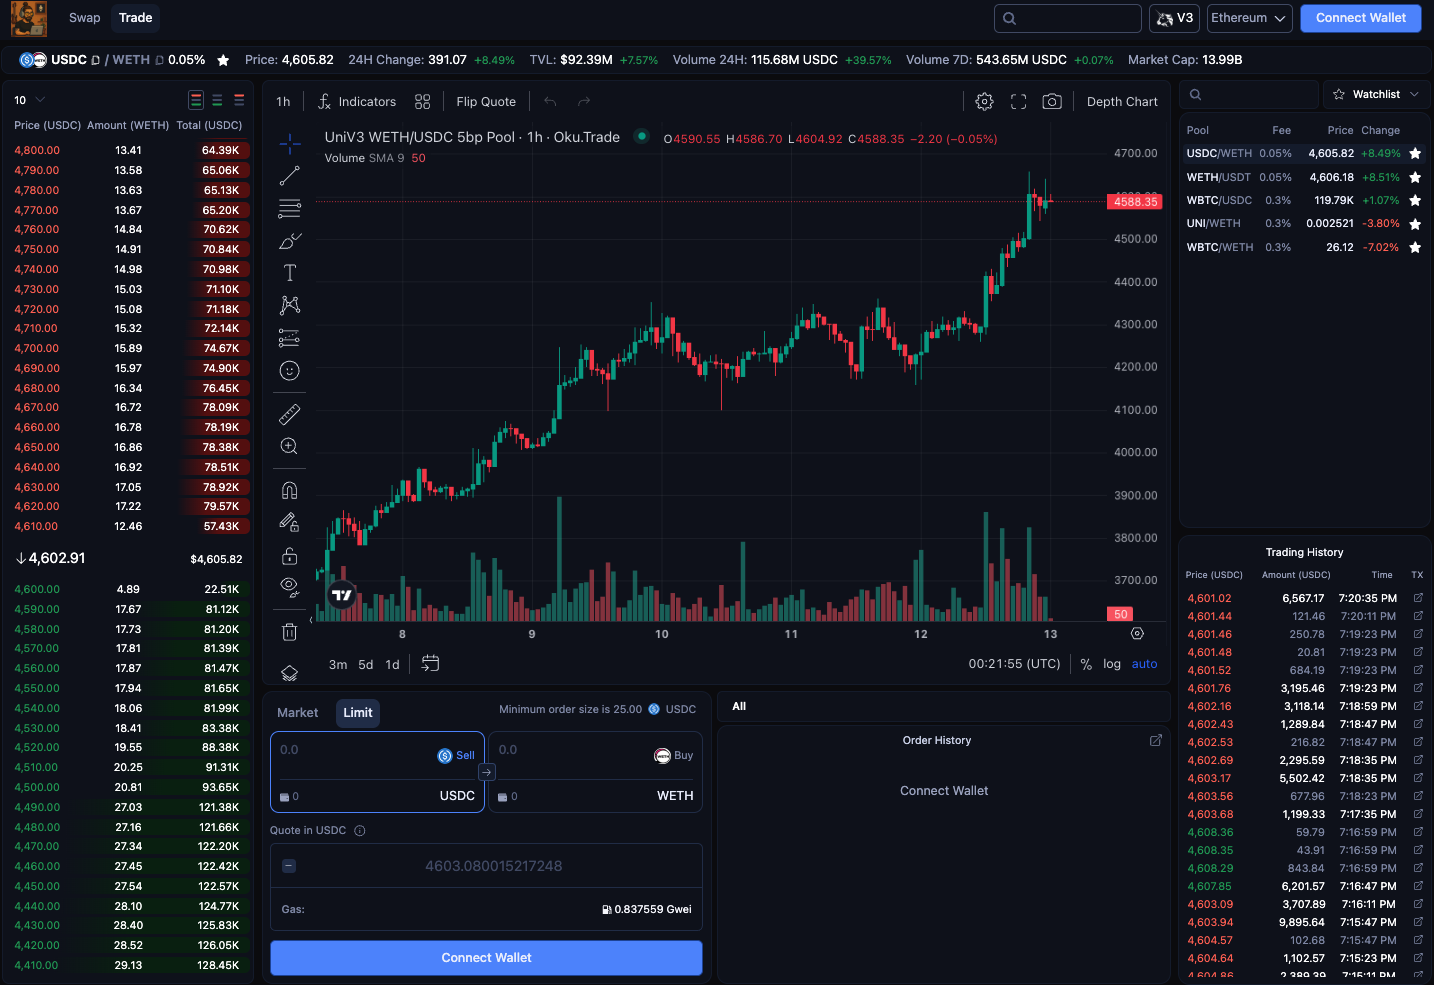 Swap Trade V3 Ethereum Connect Wallet
USDC / WETH 0.05% Price: 4,605.82 24H Change: 391.07 +8.49% TVL: $92.39M +7.57% Volume 24H: 115.68M USDC +39.57% Volume 7D: 543.65M USDC +0.07% Market Cap: 13.99B
10
Price (USDC) Amount (WETH) Total (USDC)
4,800.00 13.41 64.39K
4,790.00 13.58 65.06K
4,780.00 13.63 65.13K
4,770.00 13.67 65.20K
4,760.00 14.84 70.62K
4,750.00 14.91 70.84K
4,740.00 14.98 70.98K
4,730.00 15.03 71.10K
4,720.00 15.08 71.18K
4,710.00 15.32 72.14K
4,700.00 15.89 74.67K
4,690.00 15.97 74.90K
4,680.00 16.34 76.45K
4,670.00 16.72 78.09K
4,660.00 16.78 78.19K
4,650.00 16.86 78.38K
4,640.00 16.92 78.51K
4,630.00 17.05 78.92K
4,620.00 17.22 79.57K
4,610.00 12.46 57.43K
↓4,602.91 $4,605.82
4,600.00 4.89 22.51K
4,590.00 17.67 81.12K
4,580.00 17.73 81.20K
4,570.00 17.81 81.39K
4,560.00 17.87 81.47K
4,550.00 17.94 81.65K
4,540.00 18.06 81.99K
4,530.00 18.41 83.38K
4,520.00 19.55 88.38K
4,510.00 20.25 91.31K
4,500.00 20.81 93.65K
4,490.00 27.03 121.38K
4,480.00 27.16 121.66K
4,470.00 27.34 122.20K
4,460.00 27.45 122.42K
4,450.00 27.54 122.57K
4,440.00 28.10 124.77K
4,430.00 28.40 125.83K
4,420.00 28.52 126.05K
4,410.00 29.13 128.45K
1h Indicators Flip Quote Depth Chart
UniV3 WETH/USDC 5bp Pool · 1h · Oku.Trade O4590.55 H4586.70 L4604.92 C4588.35 −2.20 (−0.05%)
Volume SMA 9 50
4700.00
4588.35
4500.00
4400.00
4300.00
4200.00
4100.00
4000.00
3900.00
3800.00
3700.00
50
8 9 10 11 12 13
3m 5d 1d 00:21:55 (UTC) % log auto
Market Limit Minimum order size is 25.00 USDC
0.0 Sell
0 USDC
0.0 Buy
0 WETH
Quote in USDC
4603.080015217248
Gas: 0.837559 Gwei
Connect Wallet
All
Order History
Connect Wallet
Watchlist
Pool Fee Price Change
USDC/WETH 0.05% 4,605.82 +8.49%
WETH/USDT 0.05% 4,606.18 +8.51%
WBTC/USDC 0.3% 119.79K +1.07%
UNI/WETH 0.3% 0.002521 -3.80%
WBTC/WETH 0.3% 26.12 -7.02%
Trading History
Price (USDC) Amount (USDC) Time TX
4,601.02 6,567.17 7:20:35 PM
4,601.44 121.46 7:20:11 PM
4,601.46 250.78 7:19:23 PM
4,601.48 20.81 7:19:23 PM
4,601.52 684.19 7:19:23 PM
4,601.76 3,195.46 7:19:23 PM
4,602.16 3,118.14 7:18:59 PM
4,602.43 1,289.84 7:18:47 PM
4,602.53 216.82 7:18:47 PM
4,602.69 2,295.59 7:18:35 PM
4,603.17 5,502.42 7:18:35 PM
4,603.56 677.96 7:18:23 PM
4,603.68 1,199.33 7:17:35 PM
4,608.36 59.79 7:16:59 PM
4,608.35 43.91 7:16:59 PM
4,608.29 843.84 7:16:59 PM
4,607.85 6,201.57 7:16:47 PM
4,603.09 3,707.89 7:16:11 PM
4,603.94 9,895.64 7:15:47 PM
4,604.57 102.68 7:15:47 PM
4,604.64 1,102.57 7:15:23 PM
4,604.86 2,389.39 7:15:11 PM